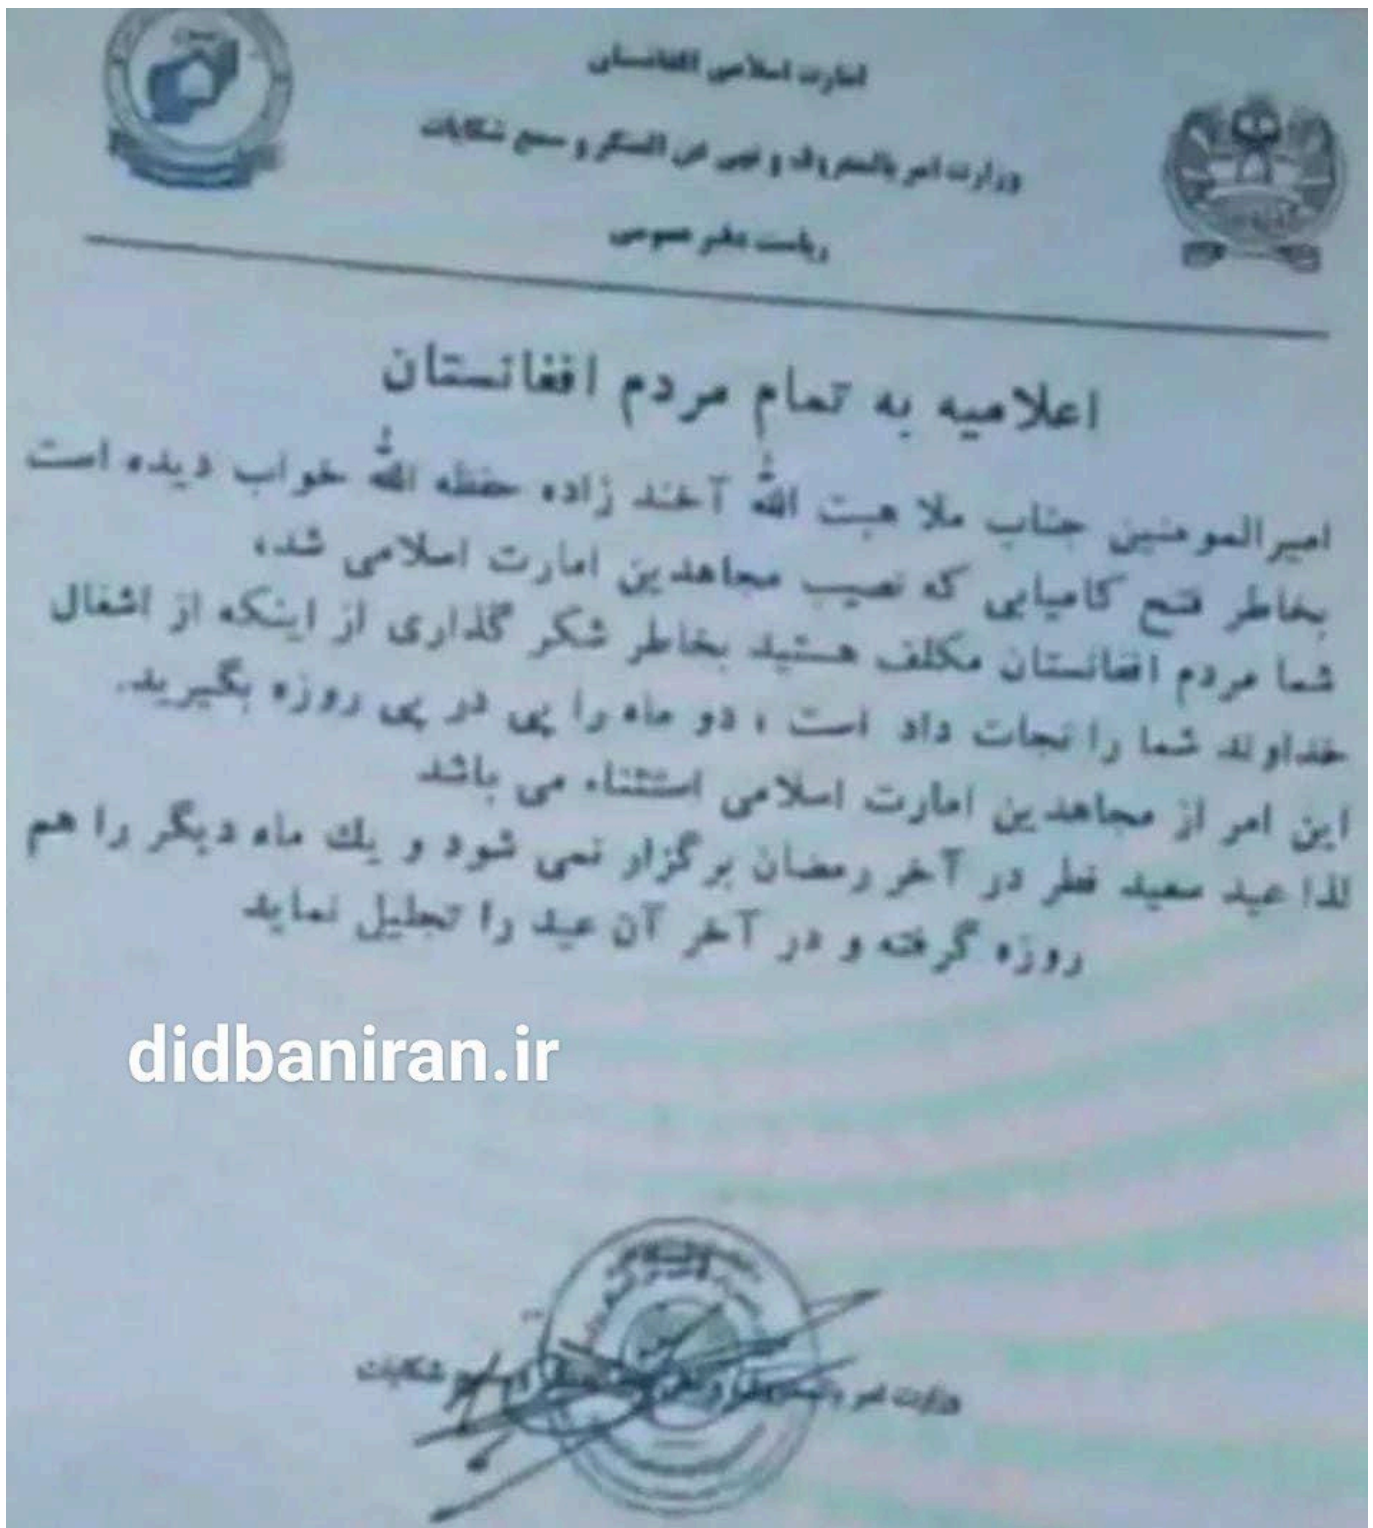 امارت اسلامی افغانستان
وزارت امر بالمعروف و نهی عن المنکر و سمع شکایات
ریاست دفتر عمومی
اعلامیه به تمام مردم افغانستان
امیرالمومنین جناب ملا هبت الله آخند زاده حفظه الله خواب دیده است
بخاطر فتح کامیابی که نصیب مجاهدین امارت اسلامی شد،
شما مردم افغانستان مکلف هستید بخاطر شکر گذاری از اینکه از اشغال
خداوند شما را نجات داد است ، دو ماه را پی در پی روزه بگیرید.
این امر از مجاهدین امارت اسلامی استثناء می باشد
لذا عید سعید فطر در آخر رمضان برگزار نمی شود و یك ماه دیگر را هم
روزه گرفته و در آخر آن عید را تجلیل نماید
didbaniran.ir
وزارت امر شکایات